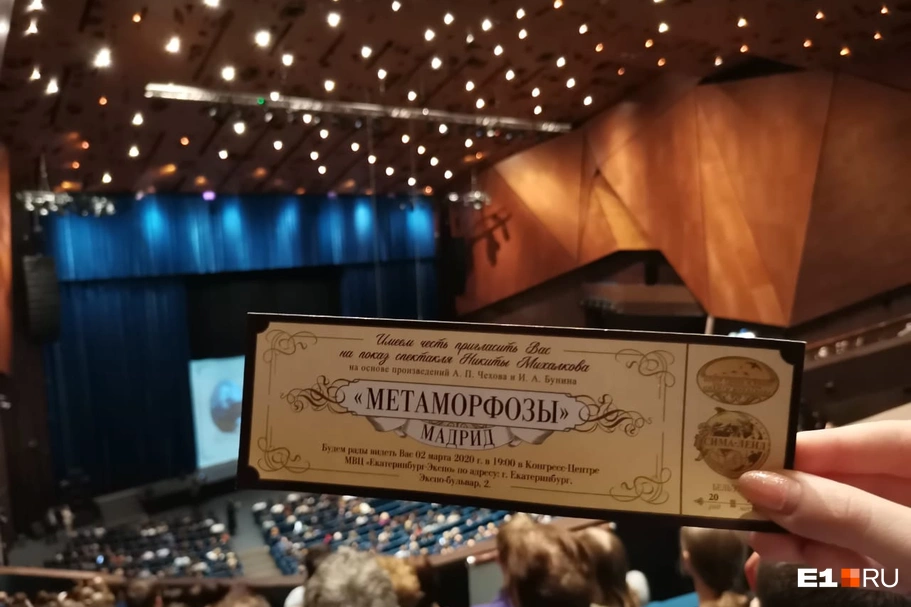 Имеем честь пригласить Вас
на показ спектакля Никиты Михалкова
на основе произведений А. П. Чехова и И. А. Бунина
«МЕТАМОРФОЗЫ»
МАДРИД
Будем рады видеть Вас 02 марта 2020 г. в 19:00 в Конгресс-Центре
МВЦ «Екатеринбург-Экспо» по адресу: г. Екатеринбург,
Экспо-бульвар, 2.
СИМА-ЛЕНД
20
E1 RU